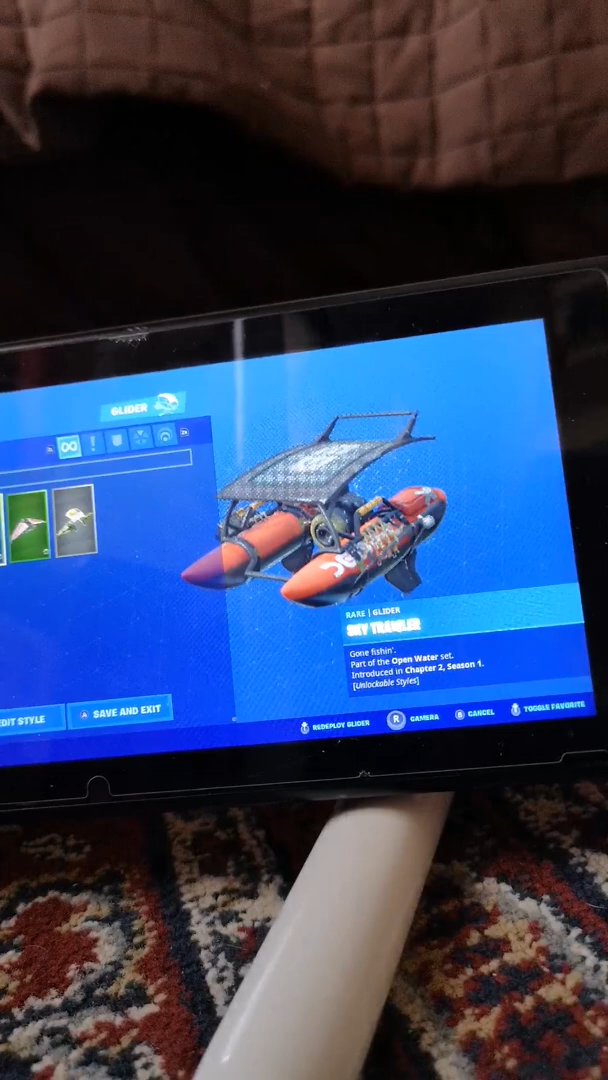 GLIDER
RARE | GLIDER
SKY TRAWLER
Gone fishin'.
Part of the Open Water set.
Introduced in Chapter 2, Season 1.
[Unlockable Styles]
EDIT STYLE
A SAVE AND EXIT
REDEPLOY GLIDER
R CAMERA
B CANCEL
TOGGLE FAVORITE